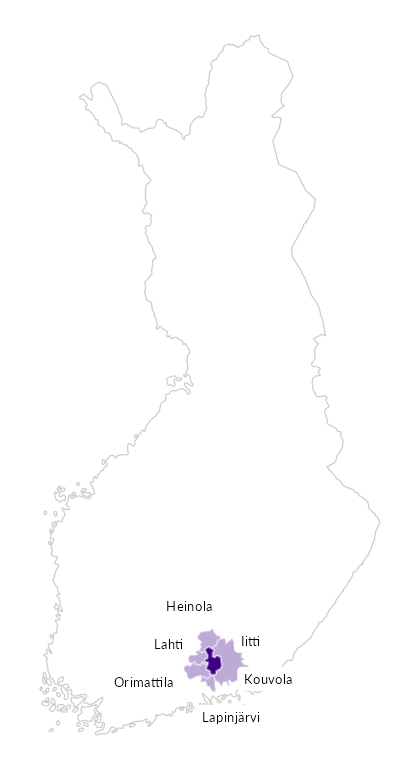 Heinola
Lahti
Iitti
Orimattila
Kouvola
Lapinjärvi